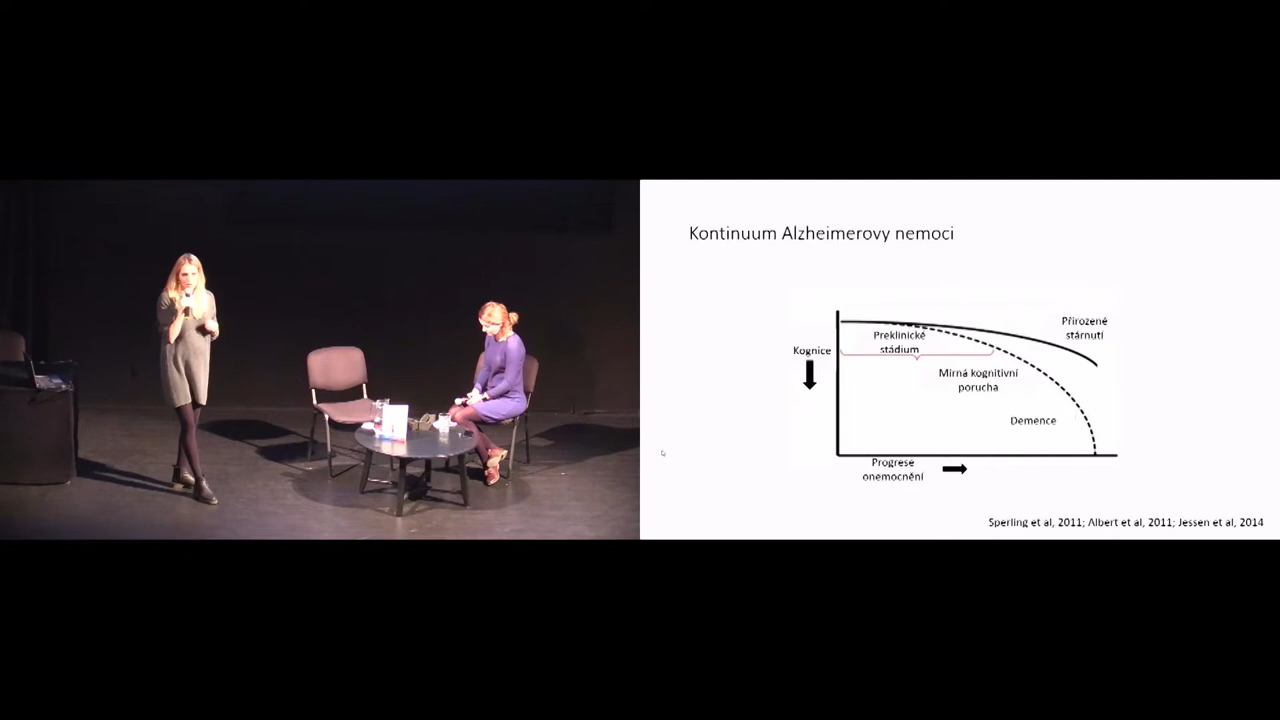 Kontinuum Alzheimerovy nemoci
Přirozené
stárnutí
Preklinické
stádium
Kognice
Mírná kognitivní
porucha
Demence
Progrese
onemocnění
Sperling et al, 2011; Albert et al, 2011; Jessen et al, 2014